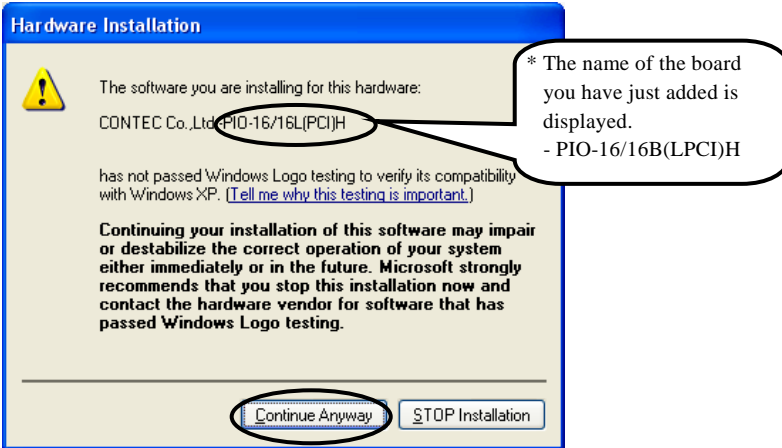 Hardware Installation
The software you are installing for this hardware:
CONTEC Co.,Ltd.-PIO-16/16L(PCI)H
has not passed Windows Logo testing to verify its compatibility
with Windows XP. (Tell me why this testing is important.)
Continuing your installation of this software may impair
or destabilize the correct operation of your system
either immediately or in the future. Microsoft strongly
recommends that you stop this installation now and
contact the hardware vendor for software that has
passed Windows Logo testing.
Continue Anyway
STOP Installation
* The name of the board
you have just added is
displayed.
- PIO-16/16B(LPCI)H